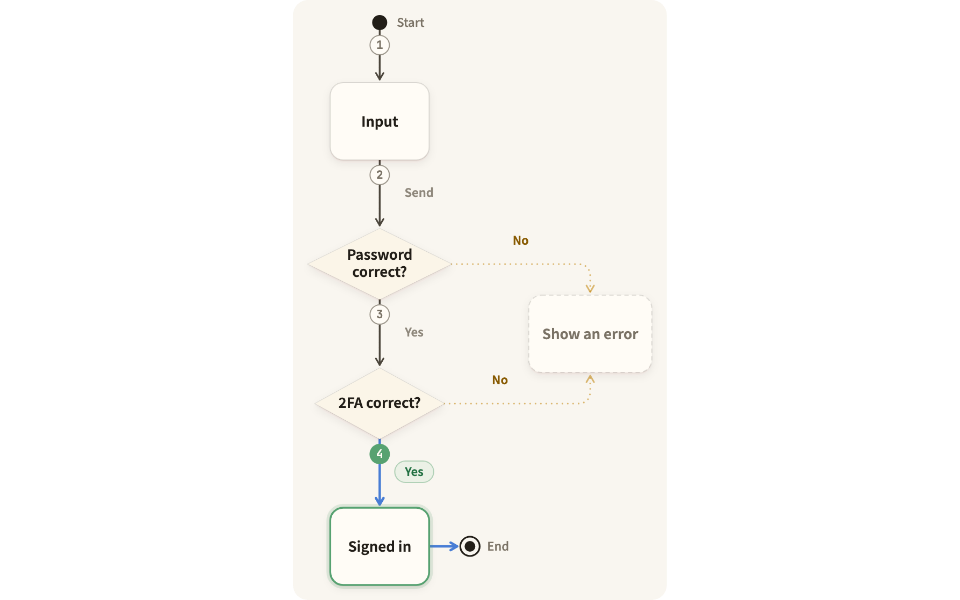 Start
1
Input
2
Send
Password
correct?
No
3
Yes
Show an error
2FA correct?
No
4
Yes
Signed in
End